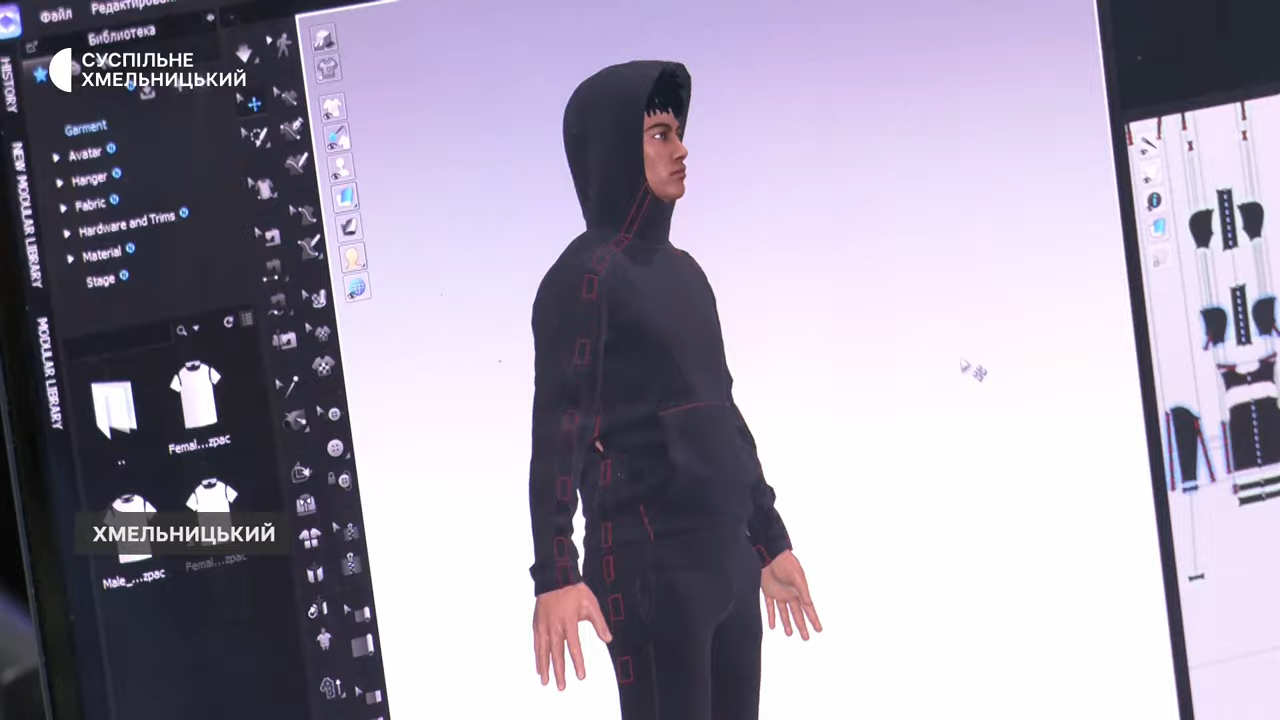 Файл
Редактирован
Библиотека
СУСПІЛЬНЕ
ХМЕЛЬНИЦЬКИЙ
HISTORY
NEW MODULAR LIBRARY
MODULAR LIBRARY
Garment
Avatar
Hanger
Fabric
Hardware and Trims
Material
Stage
..
Femal...zpac
Male_...zpac
Femal...zpac
ХМЕЛЬНИЦЬКИЙ